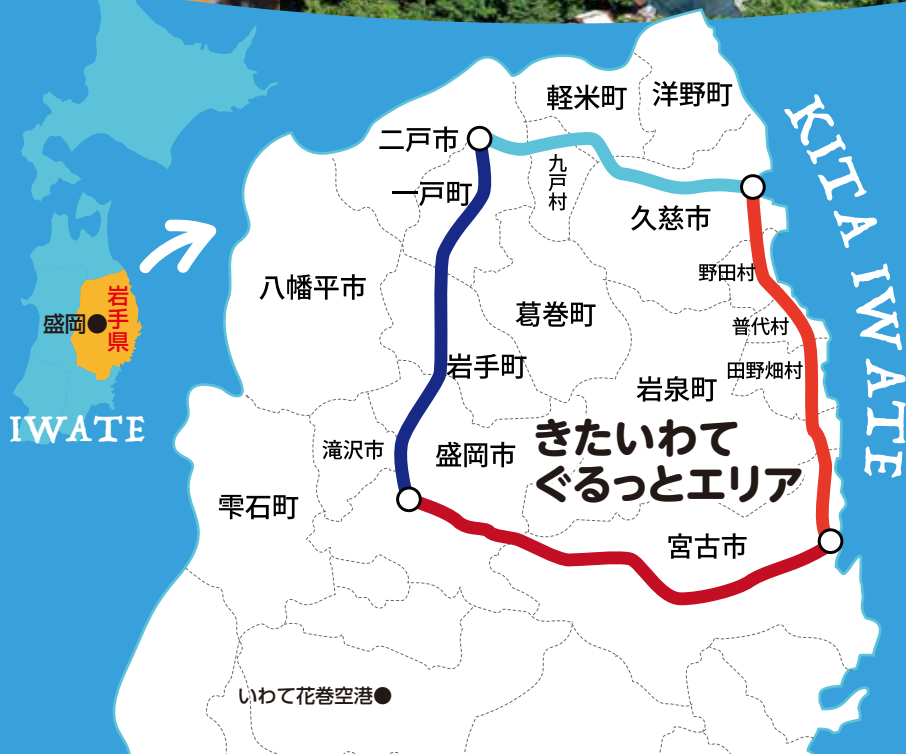 軽米町
洋野町
二戸市
一戸町
九戸村
久慈市
KITA IWATE
野田村
八幡平市
葛巻町
普代村
岩手県
盛岡
岩手町
田野畑村
岩泉町
IWATE
滝沢市
盛岡市
きたいわて
ぐるっとエリア
雫石町
宮古市
いわて花巻空港